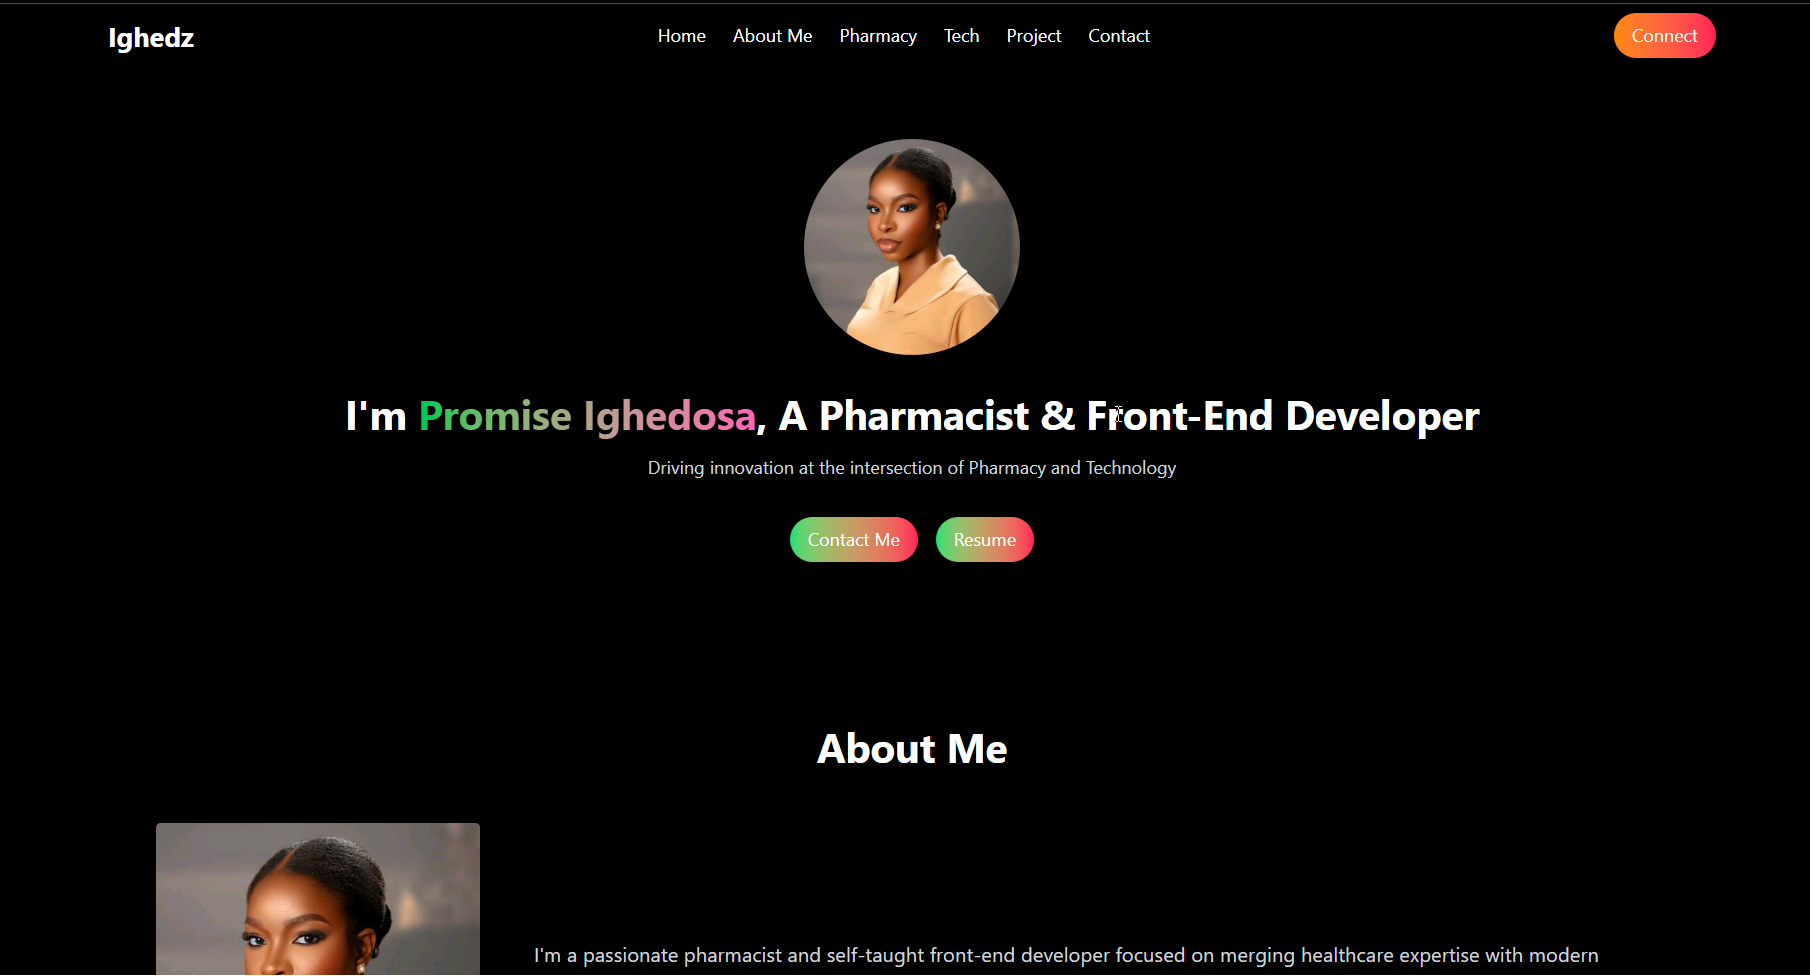 Ighedz
Home About Me Pharmacy Tech Project Contact
Connect
I'm Promise Ighedosa, A Pharmacist & Front-End Developer
Driving innovation at the intersection of Pharmacy and Technology
Contact Me Resume
About Me
I'm a passionate pharmacist and self-taught front-end developer focused on merging healthcare expertise with modern